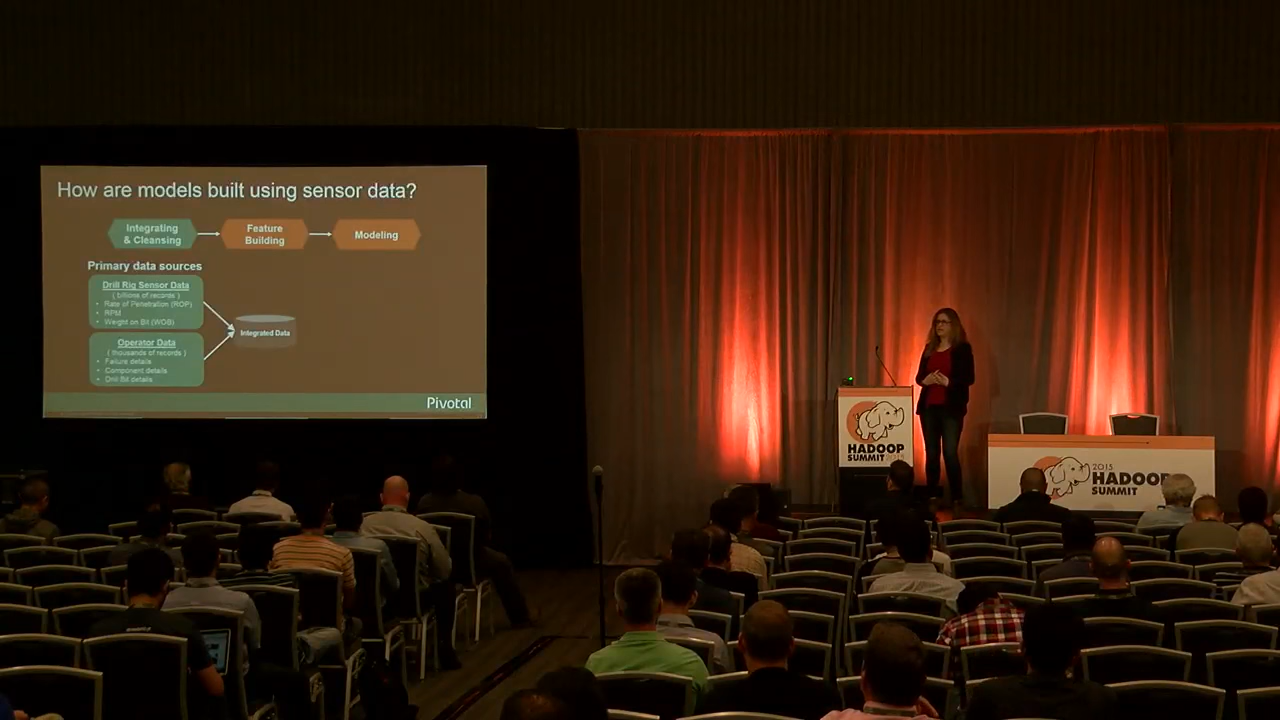 How are models built using sensor data?
Integrating
& Cleansing
Feature
Building
Modeling
Primary data sources
Drill Rig Sensor Data
( billions of records )
• Rate of Penetration (ROP)
• RPM
• Weight on Bit (WOB)
Integrated Data
Operator Data
( thousands of records )
• Failure details
• Component details
• Drill Bit details
Pivotal
HADOOP
SUMMIT 2015
2015
HADOOP
SUMMIT